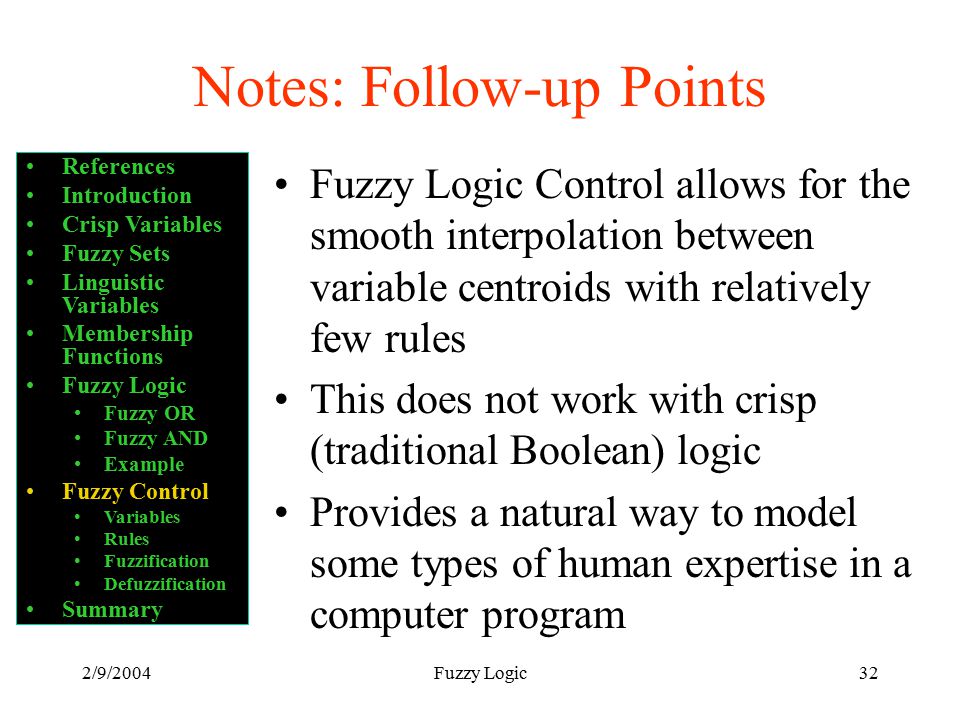 Notes: Follow-up Points
• References
• Introduction
• Crisp Variables
• Fuzzy Sets
• Linguistic
Variables
• Membership
Functions
• Fuzzy Logic
• Fuzzy OR
• Fuzzy AND
• Example
• Fuzzy Control
• Variables
• Rules
• Fuzzification
• Defuzzification
• Summary
• Fuzzy Logic Control allows for the
smooth interpolation between
variable centroids with relatively
few rules
• This does not work with crisp
(traditional Boolean) logic
• Provides a natural way to model
some types of human expertise in a
computer program
2/9/2004
Fuzzy Logic
32